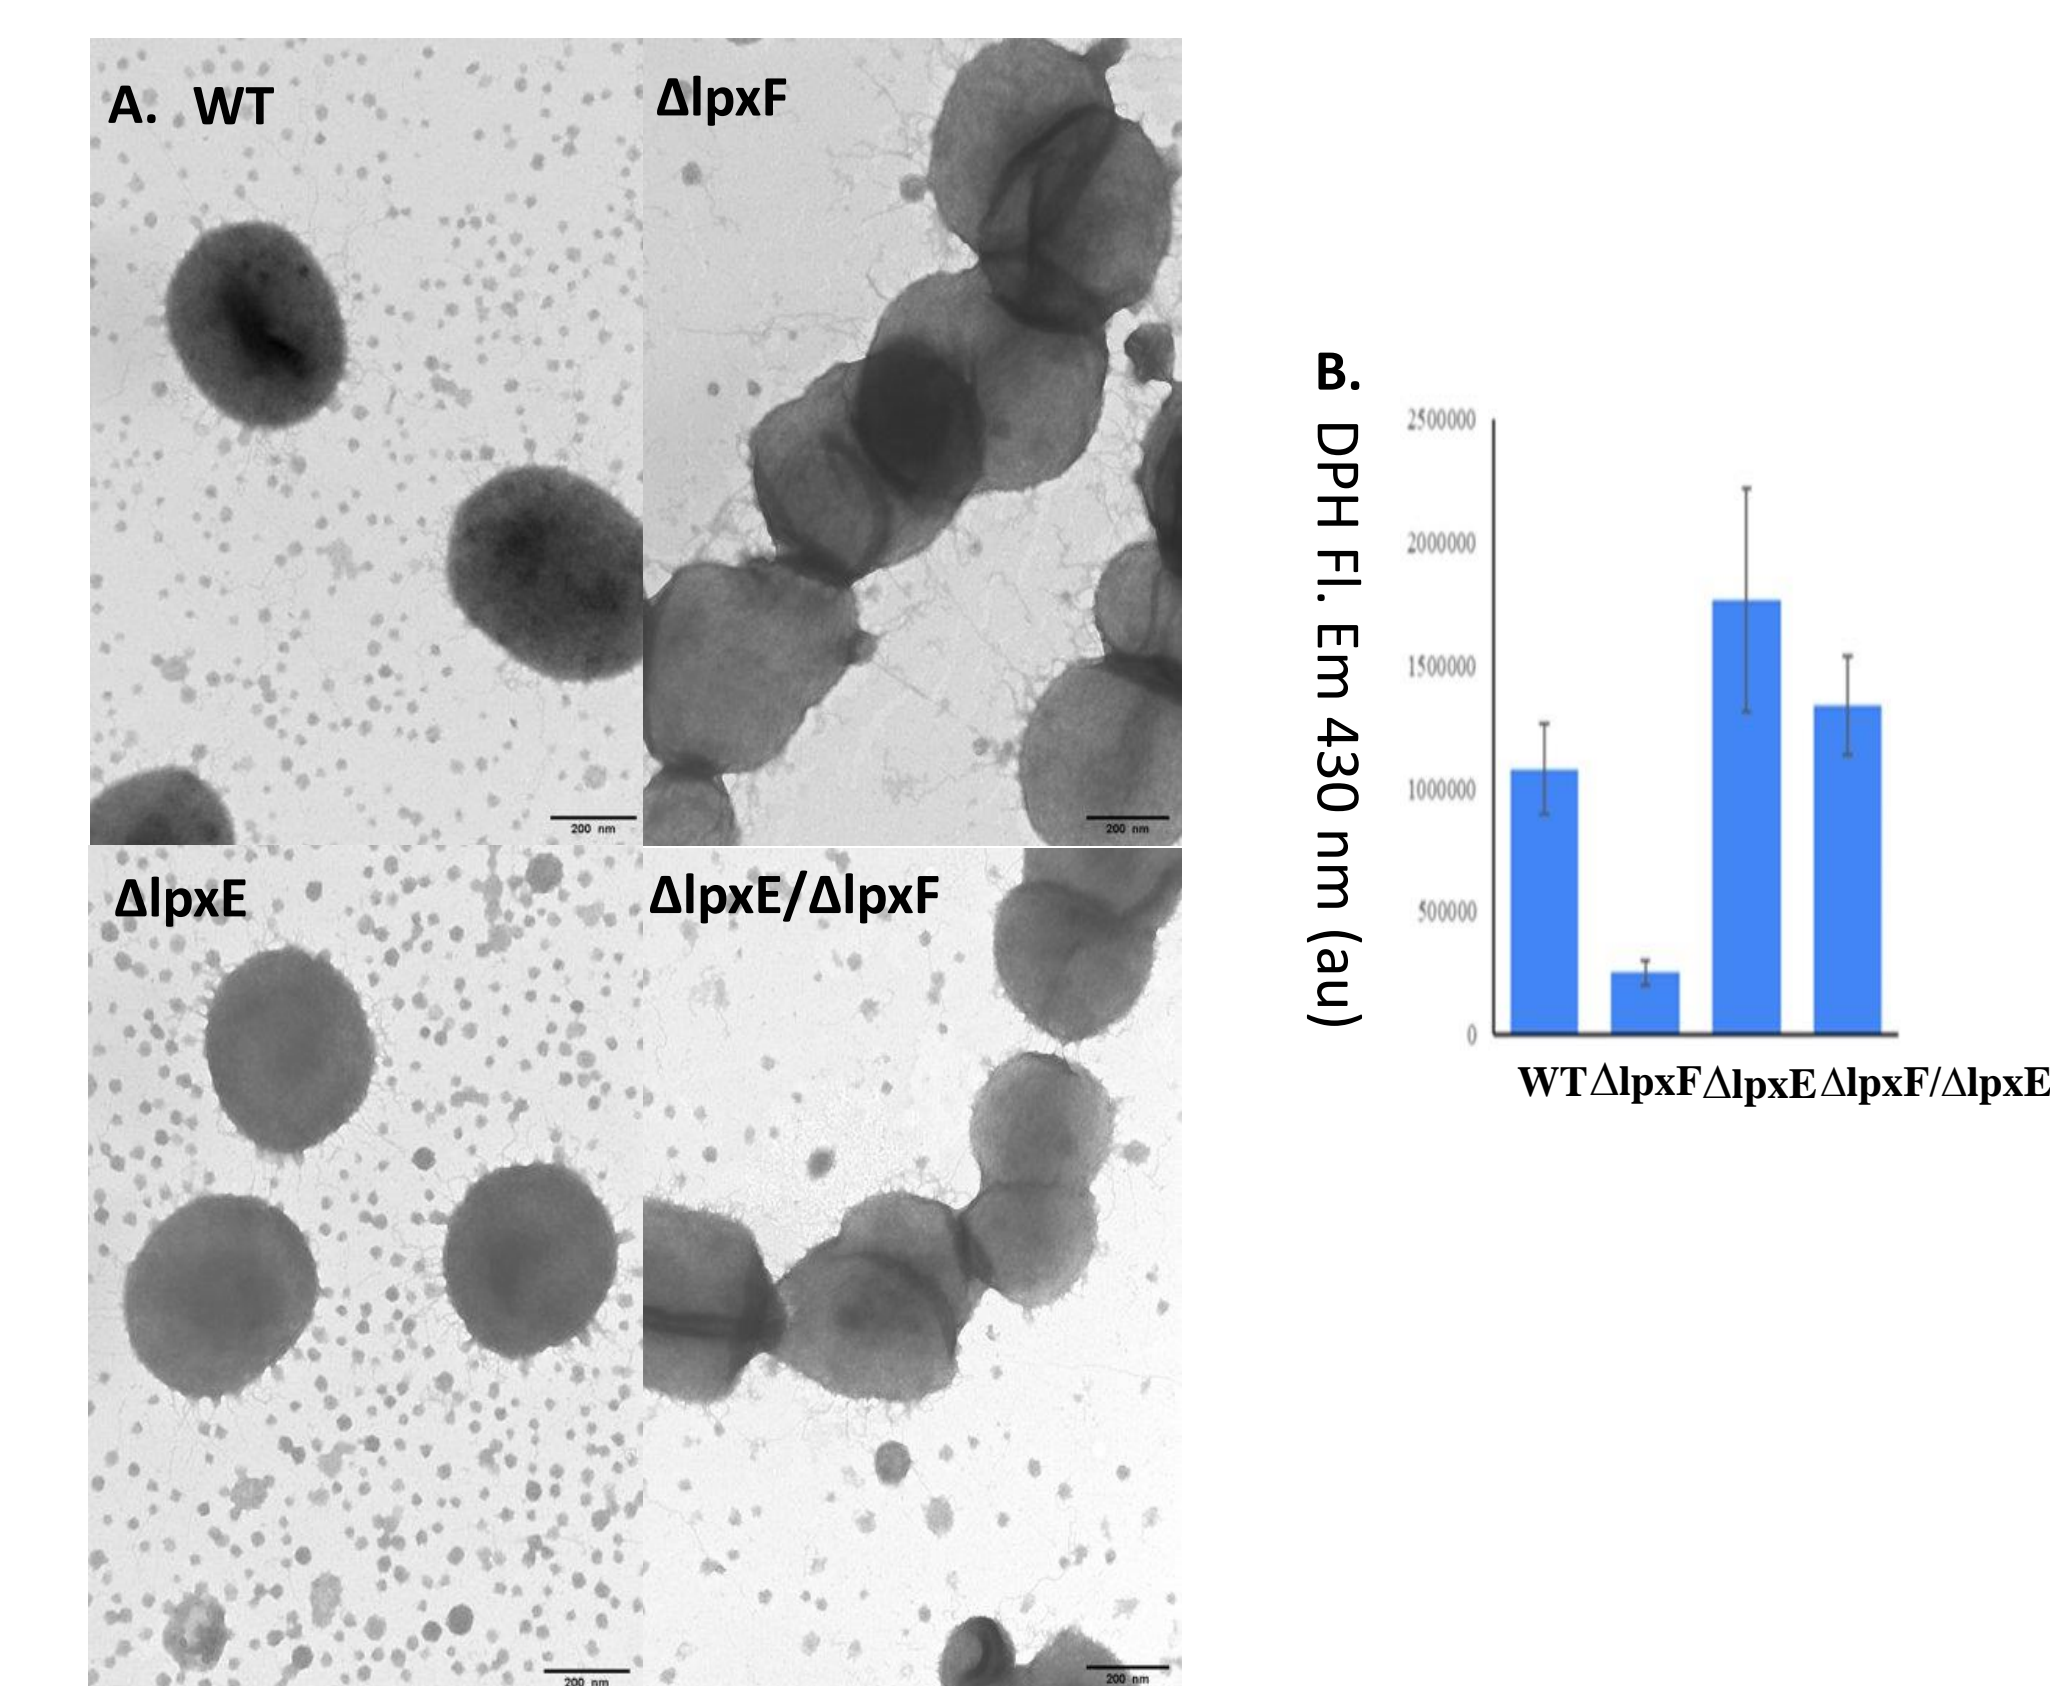 A. WT
ΔlpxF
200 nm
200 nm
ΔlpxE
ΔlpxE/ΔlpxF
200 nm
200 nm
B.
DPH Fl. Em 430 nm (au)
2500000
2000000
1500000
1000000
500000
0
WT ΔlpxF ΔlpxE ΔlpxF/ΔlpxE